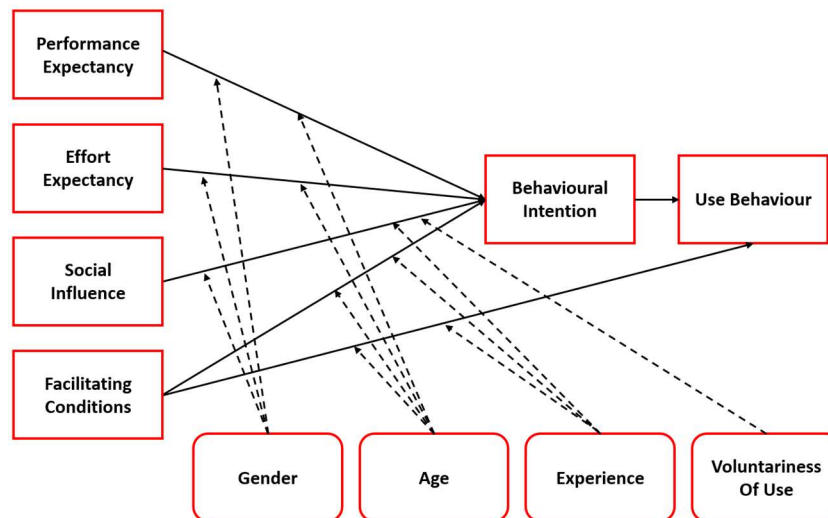 Performance
Expectancy
Effort
Expectancy
Behavioural
Intention
Use Behaviour
Social
Influence
Facilitating
Conditions
Gender
Age
Experience
Voluntariness
Of Use